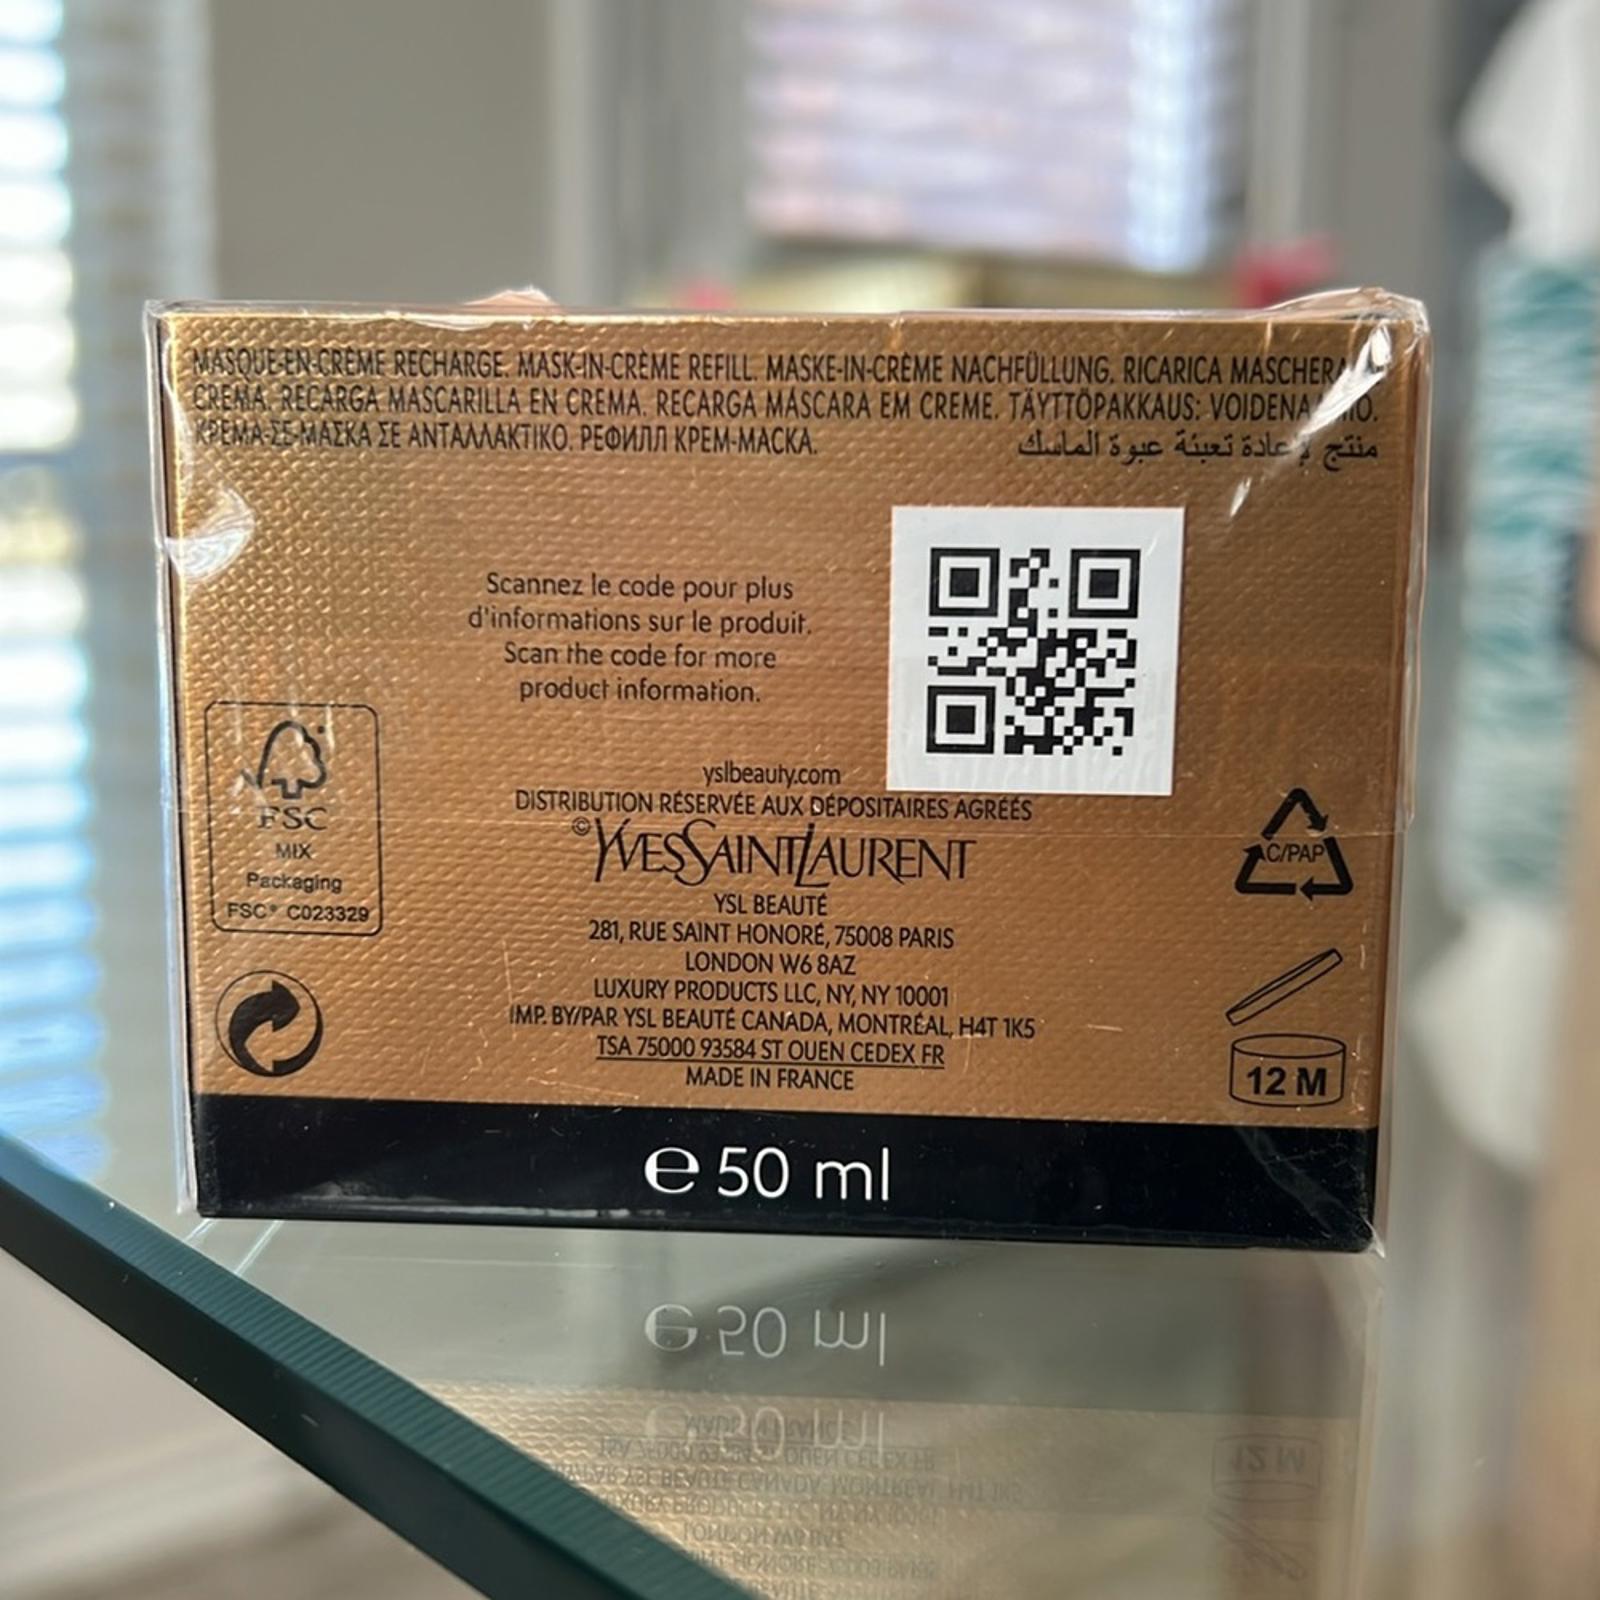 MASQUE-EN-CRÈME RECHARGE. MASK-IN-CRÈME REFILL. MASKE-IN-CRÈME NACHFÜLLUNG. RICARICA MASCHERA
CREMA. RECARGA MASCARILLA EN CREMA. RECARGA MÁSCARA EM CREME. TÄYTTÖPAKKAUS:
ΚΡΕΜΑ-ΣΕ-ΜΑΣΚΑ ΣΕ ΑΝΤΑΛΛΑΚΤΙΚΟ. РЕФИЛЛ КРЕМ-МАСКА.
منتج لإعادة تعبئة عبوة الماسك
Scannez le code pour plus
d'informations sur le produit.
Scan the code for more
product information.
FSC
MIX
Packaging
FSC® C023329
yslbeauty.com
DISTRIBUTION RÉSERVÉE AUX DÉPOSITAIRES AGRÉÉS
©YVESSAINTLAURENT
YSL BEAUTÉ
281, RUE SAINT HONORÉ, 75008 PARIS
LONDON W6 8AZ
LUXURY PRODUCTS LLC, NY, NY 10001
IMP. BY/PAR YSL BEAUTÉ CANADA, MONTRÉAL, H4T 1K5
TSA 75000 93584 ST OUEN CEDEX FR
MADE IN FRANCE
C/PAP
12 M
℮ 50 ml